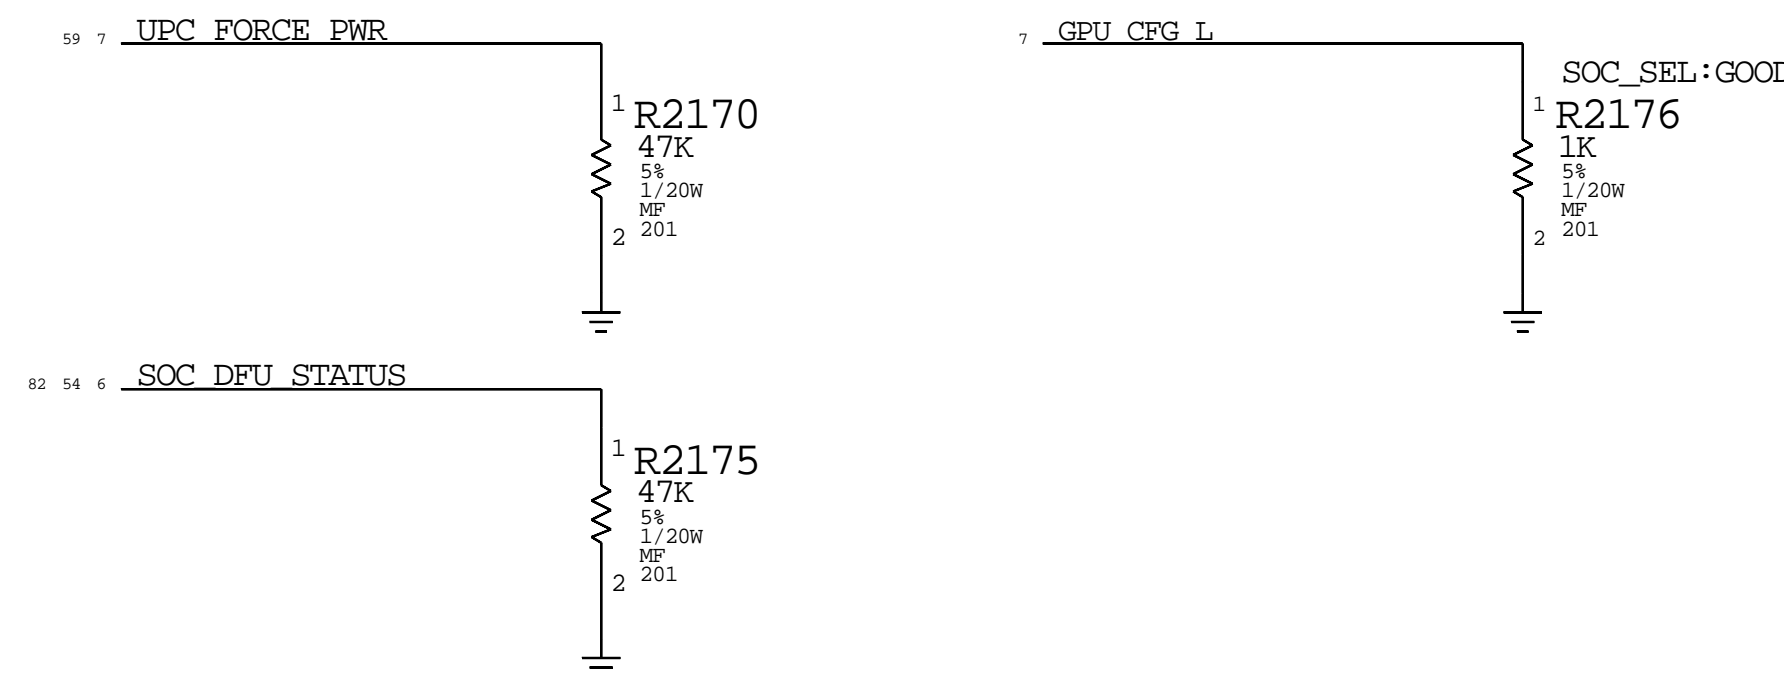 59 7 UPC_FORCE_PWR
1 R2170
47K
5%
1/20W
MF
2 201
7 GPU_CFG_L
SOC_SEL:GOOD
1 R2176
1K
5%
1/20W
MF
2 201
82 54 6 SOC_DFU_STATUS
1 R2175
47K
5%
1/20W
MF
2 201